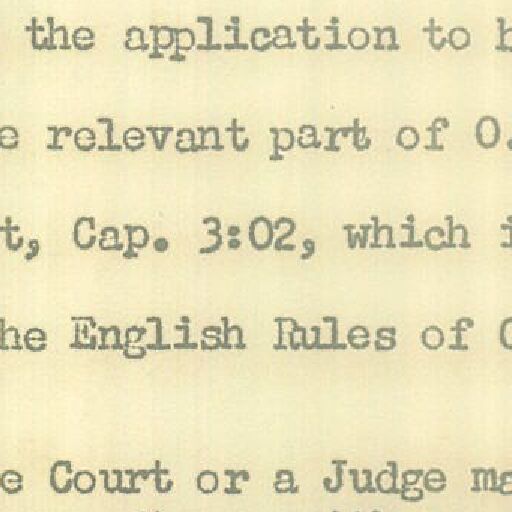 the application to b
e relevant part of O.
t, Cap. 3:02, which i
he English Rules of C
e Court or a Judge ma